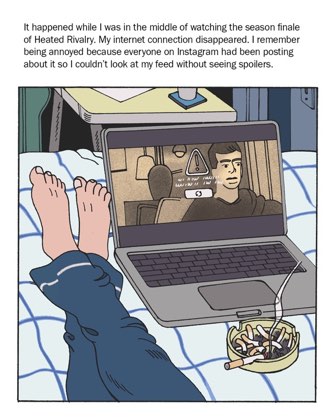 It happened while I was in the middle of watching the season finale
of Heated Rivalry. My internet connection disappeared. I remember
being annoyed because everyone on Instagram had been posting
about it so I couldn't look at my feed without seeing spoilers.